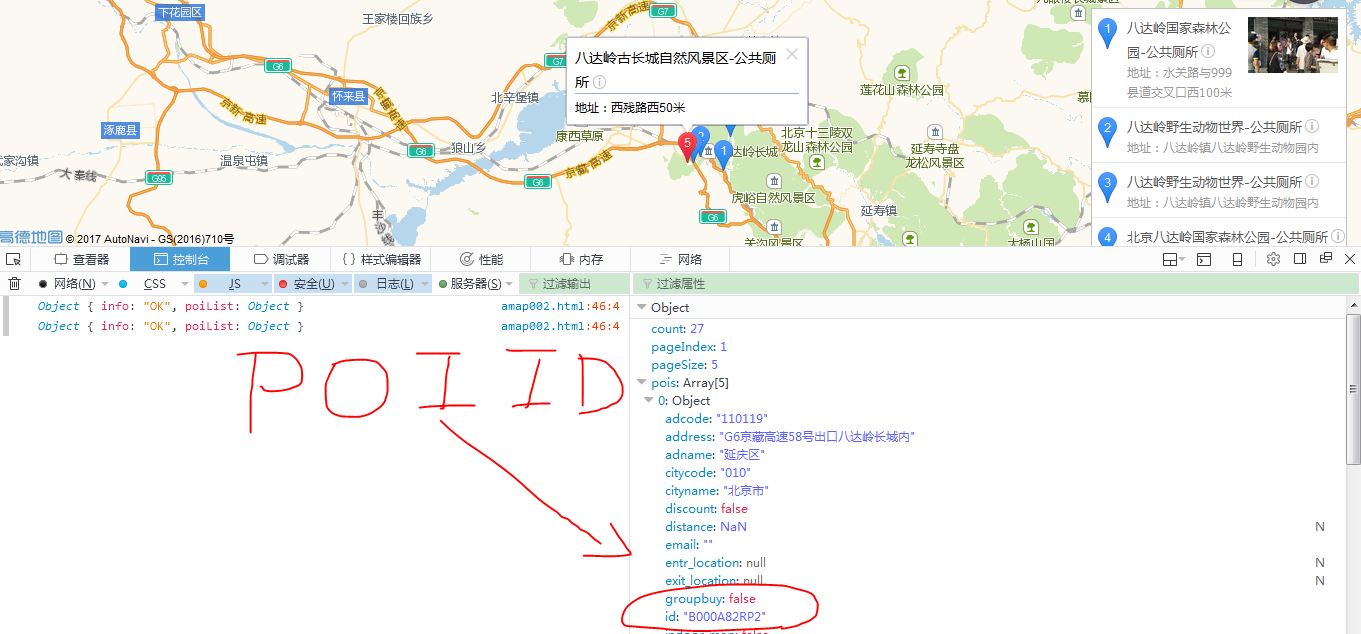 下花园区
王家楼回族乡
京新高速
G7
G6
怀来县
京藏高速
京新高速
涿鹿县
G6
狼山乡
温泉屯镇
大秦线
G95
丰沙线
北辛堡镇
康西草原
G7
G6
京新高速
G6
莲花山森林公园
北京十三陵双
龙山森林公园
延寿寺盘
龙松风景区
达岭长城
虎峪自然风景区
延寿镇
关沟风景区
大杨山国
八达岭古长城自然风景区-公共厕
所
地址：西残路西50米
5
2
1
高德地图 © 2017 AutoNavi - GS(2016)710号
1 八达岭国家森林公
园-公共厕所
地址：水关路与999
县道交叉口西100米
2 八达岭野生动物世界-公共厕所
地址：八达岭镇八达岭野生动物园内
3 八达岭野生动物世界-公共厕所
地址：八达岭镇八达岭野生动物园内
4 北京八达岭国家森林公园-公共厕所
查看器 控制台 调试器 {} 样式编辑器 性能 内存 网络
网络(N) CSS JS 安全(U) 日志(L) 服务器(S) 过滤输出 过滤属性
Object { info: "OK", poiList: Object } amap002.html:46:4
Object { info: "OK", poiList: Object } amap002.html:46:4
POI ID
Object
count: 27
pageIndex: 1
pageSize: 5
pois: Array[5]
0: Object
adcode: "110119"
address: "G6京藏高速58号出口八达岭长城内"
adname: "延庆区"
citycode: "010"
cityname: "北京市"
discount: false
distance: NaN N
email: ""
entr_location: null N
exit_location: null N
groupbuy: false
id: "B000A82RP2"